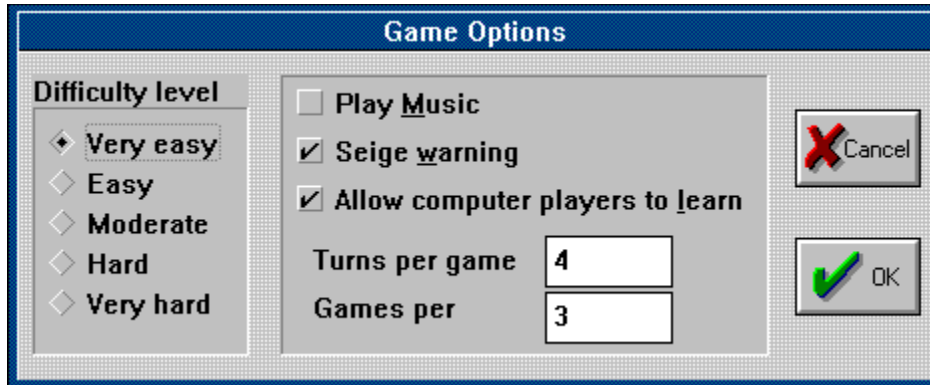 Game Options
Difficulty level
Very easy
Easy
Moderate
Hard
Very hard
Play Music
Seige warning
Allow computer players to learn
Turns per game 4
Games per 3
Cancel
OK